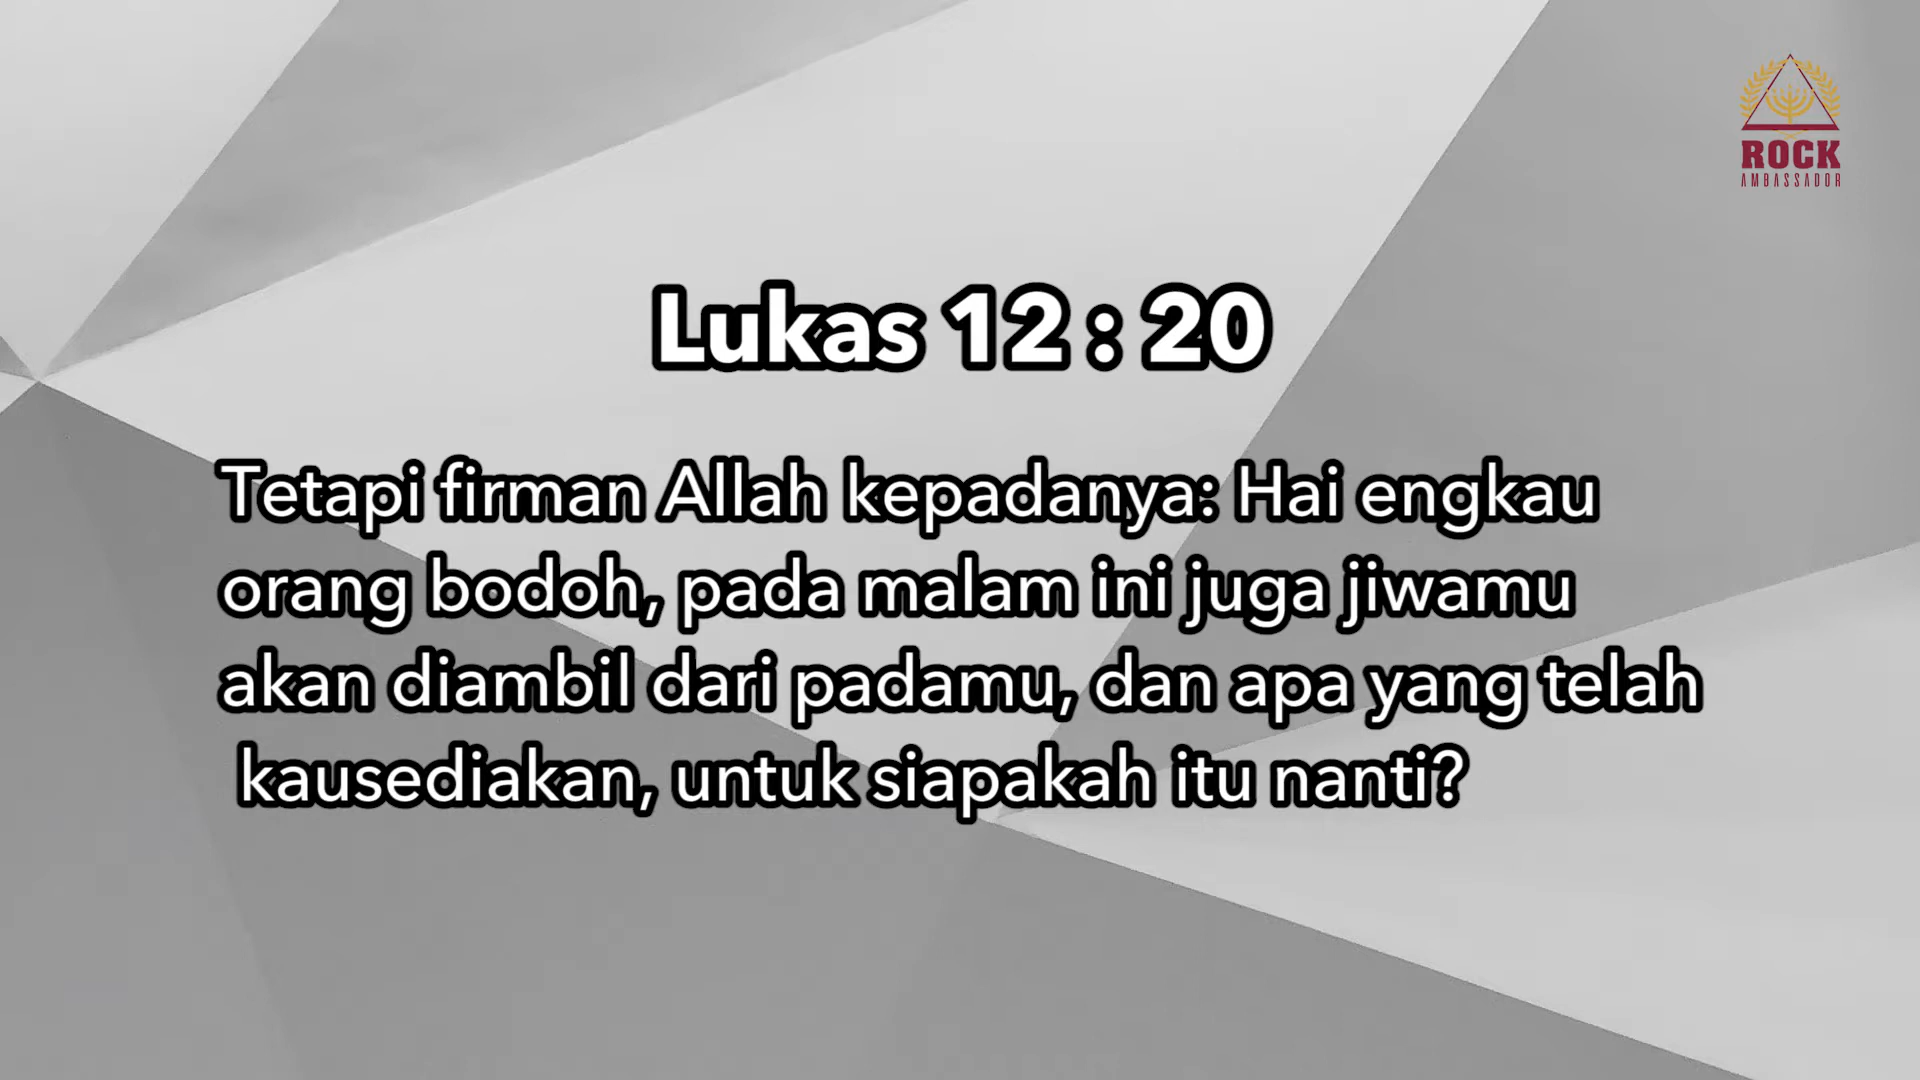 ROCK
AMBASSADOR
Lukas 12 : 20
Tetapi firman Allah kepadanya: Hai engkau
orang bodoh, pada malam ini juga jiwamu
akan diambil dari padamu, dan apa yang telah
kausediakan, untuk siapakah itu nanti?